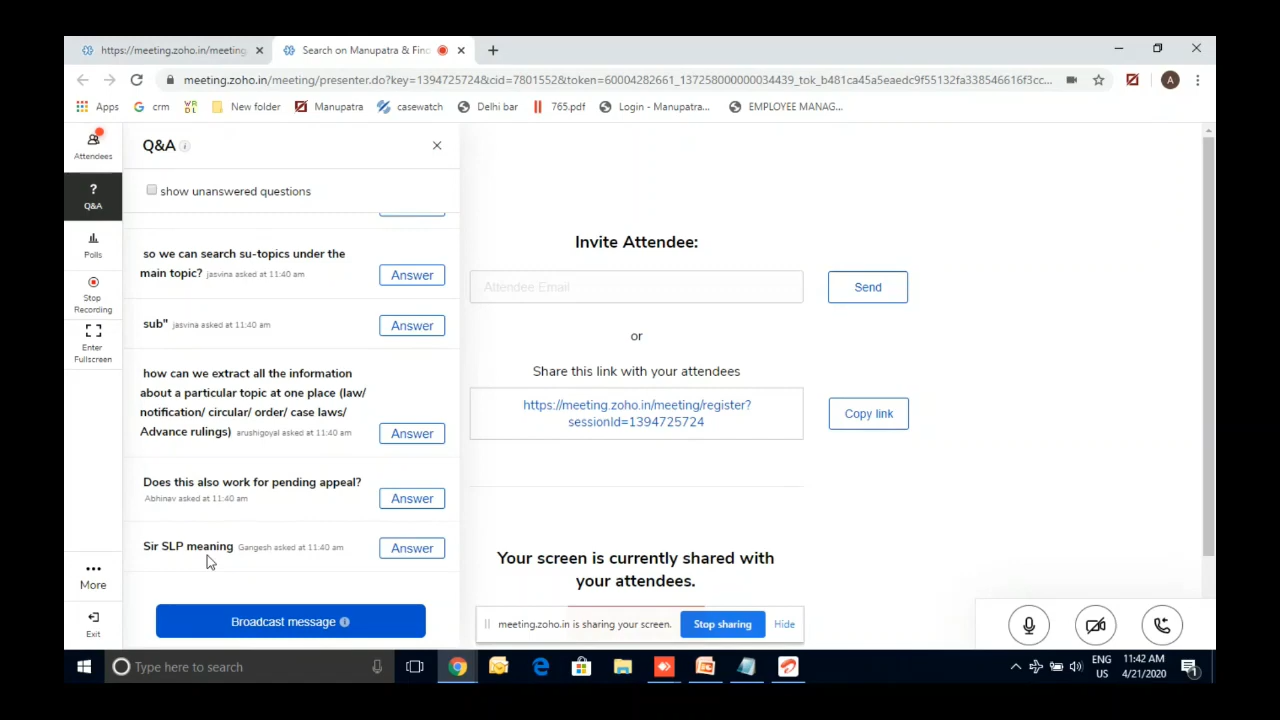 https://meeting.zoho.in/meeting
Search on Manupatra & Fino
meeting.zoho.in/meeting/presenter.do?key=1394725724&cid=7801552&token=60004282661_137258000000034439_tok_b481ca45a5eaedc9f55132fa338546616f3cc...
Apps
crm
New folder
Manupatra
casewatch
Delhi bar
765.pdf
Login - Manupatra...
EMPLOYEE MANAG...
Attendees
Q&A
Polls
Stop
Recording
Enter
Fullscreen
More
Exit
Q&A
show unanswered questions
so we can search su-topics under the
main topic? jasvina asked at 11:40 am
Answer
sub" jasvina asked at 11:40 am
Answer
how can we extract all the information
about a particular topic at one place (law/
notification/ circular/ order/ case laws/
Advance rulings) arushigoyal asked at 11:40 am
Answer
Does this also work for pending appeal?
Abhinav asked at 11:40 am
Answer
Sir SLP meaning Gangesh asked at 11:40 am
Answer
Broadcast message
Invite Attendee:
Attendee Email
Send
or
Share this link with your attendees
https://meeting.zoho.in/meeting/register?
sessionId=1394725724
Copy link
Your screen is currently shared with
your attendees.
meeting.zoho.in is sharing your screen.
Stop sharing
Hide
Type here to search
ENG
US
11:42 AM
4/21/2020